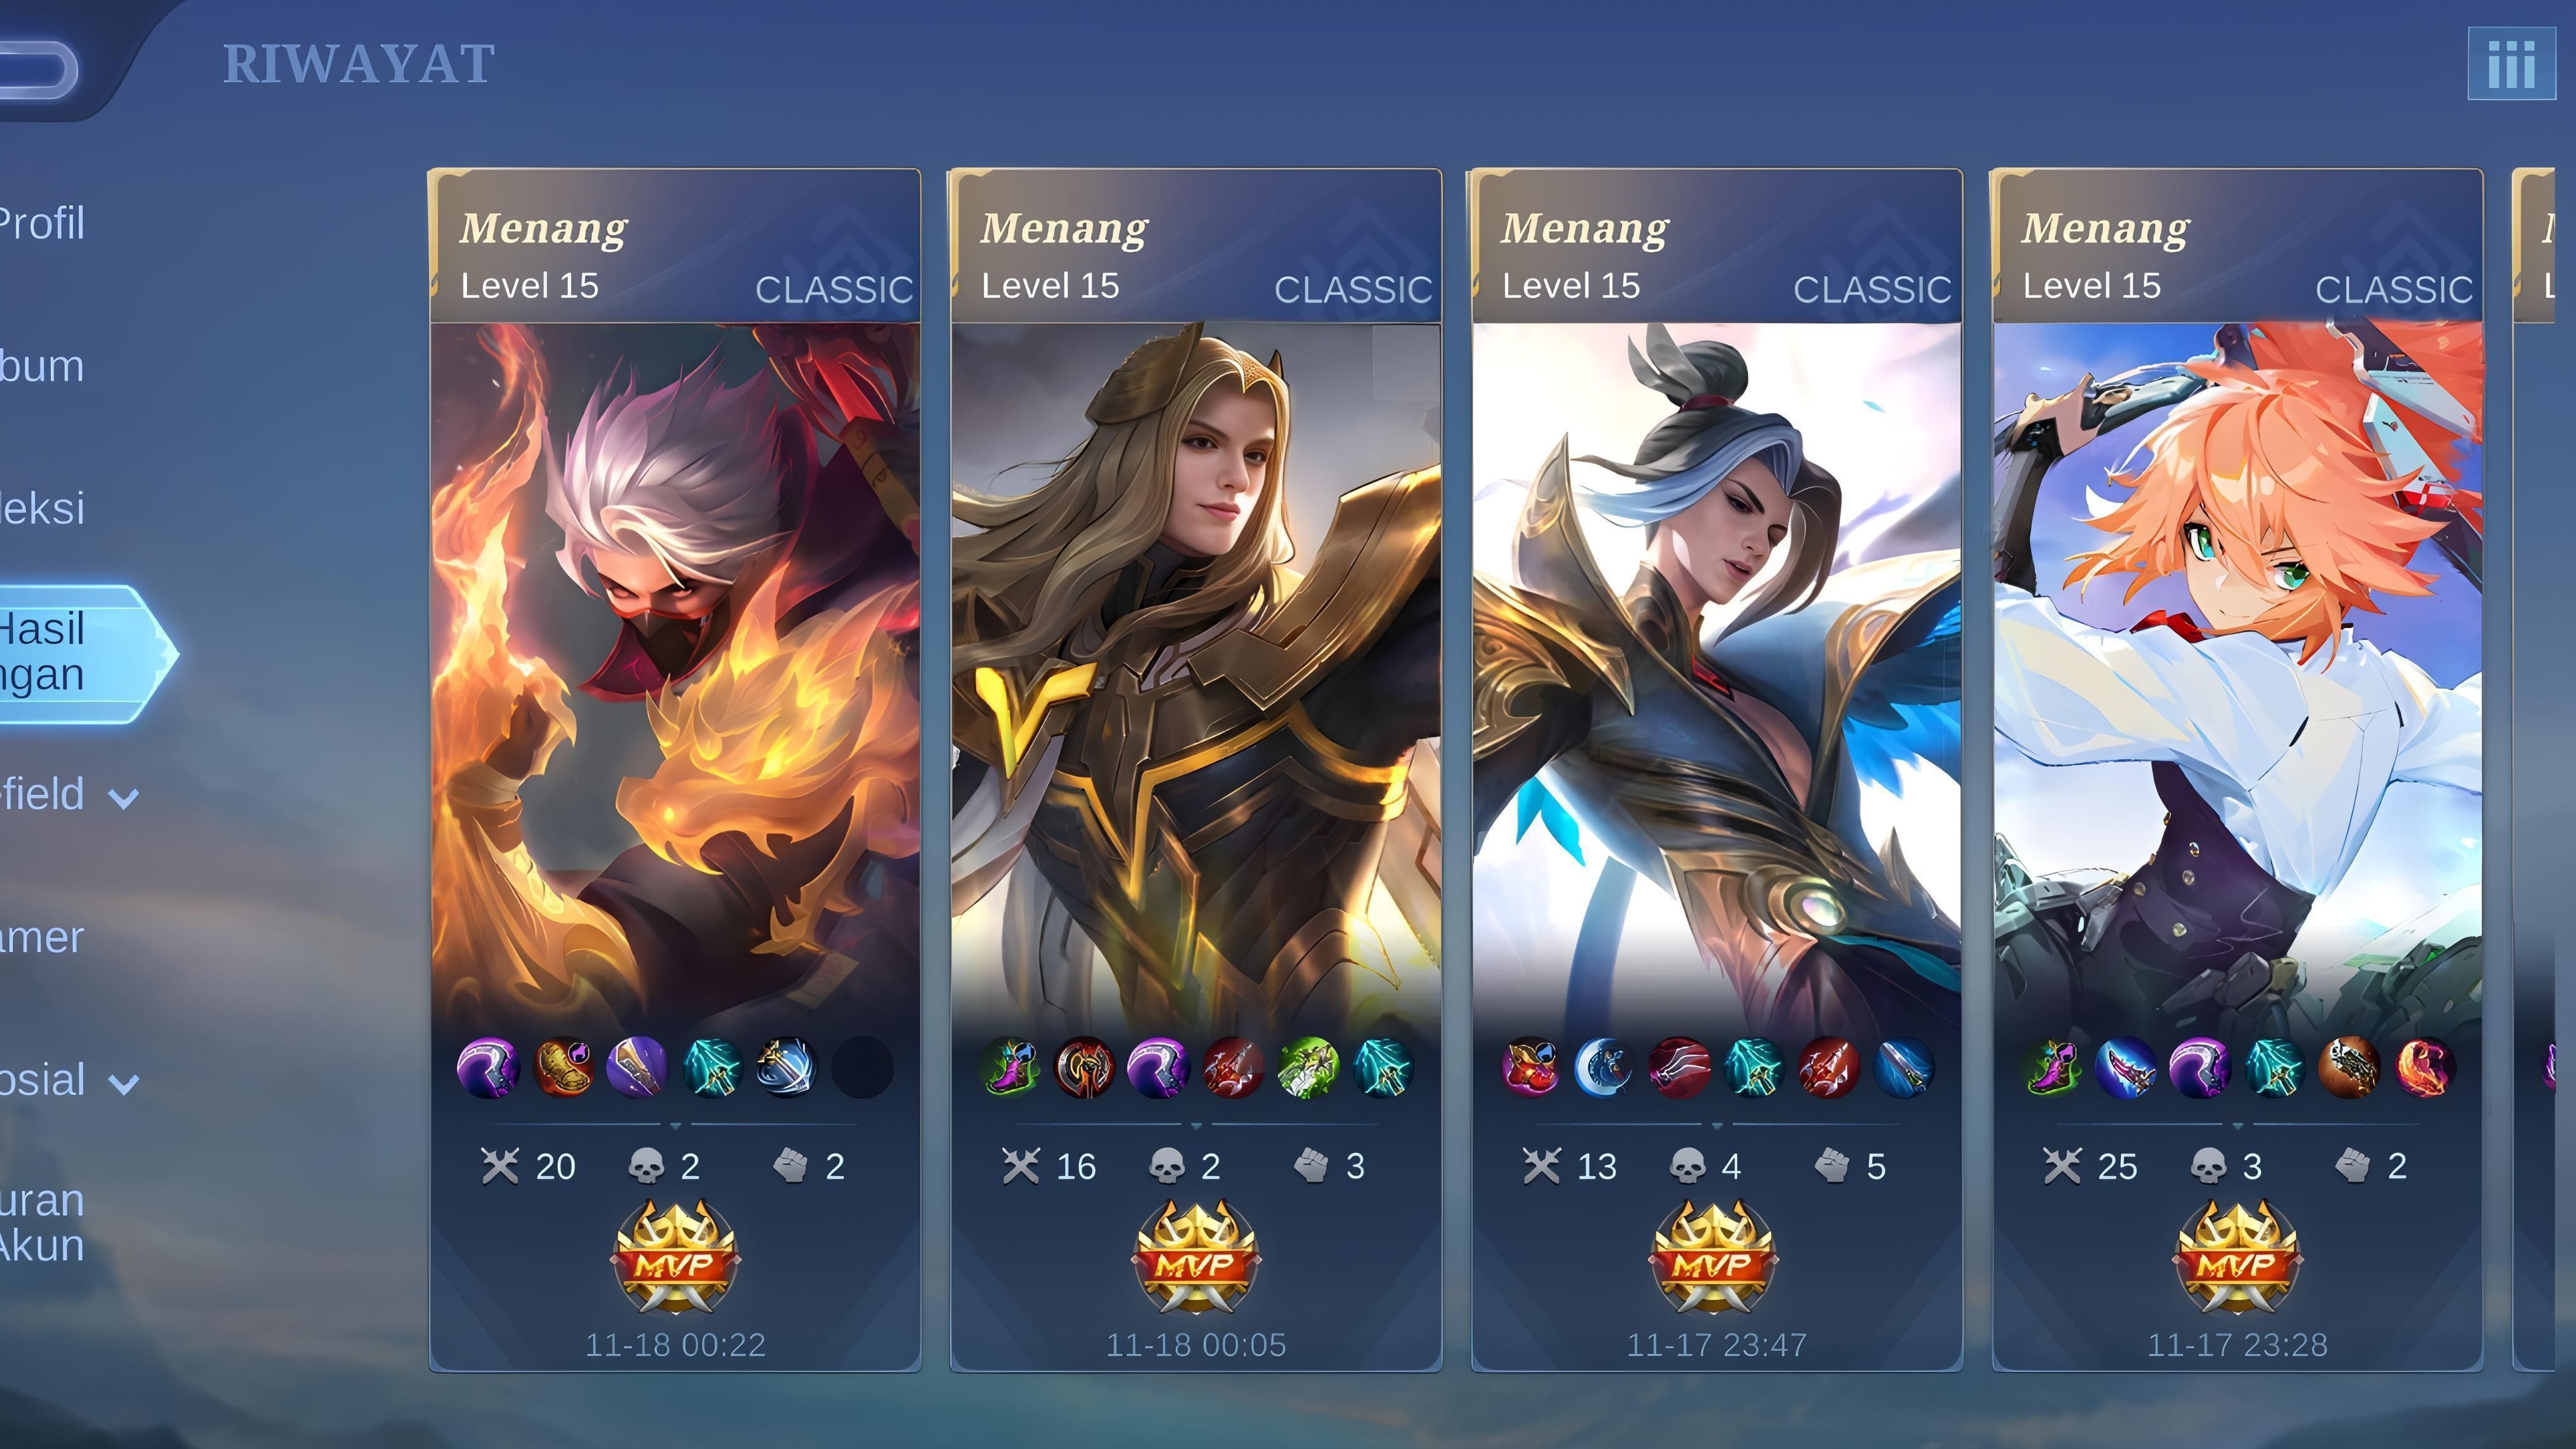 RIWAYAT
Profil
bum
leksi
Hasil
ngan
field
amer
osial
uran
Akun
Menang
Level 15
CLASSIC
20 2 2
MVP
11-18 00:22
Menang
Level 15
CLASSIC
16 2 3
MVP
11-18 00:05
Menang
Level 15
CLASSIC
13 4 5
MVP
11-17 23:47
Menang
Level 15
CLASSIC
25 3 2
MVP
11-17 23:28